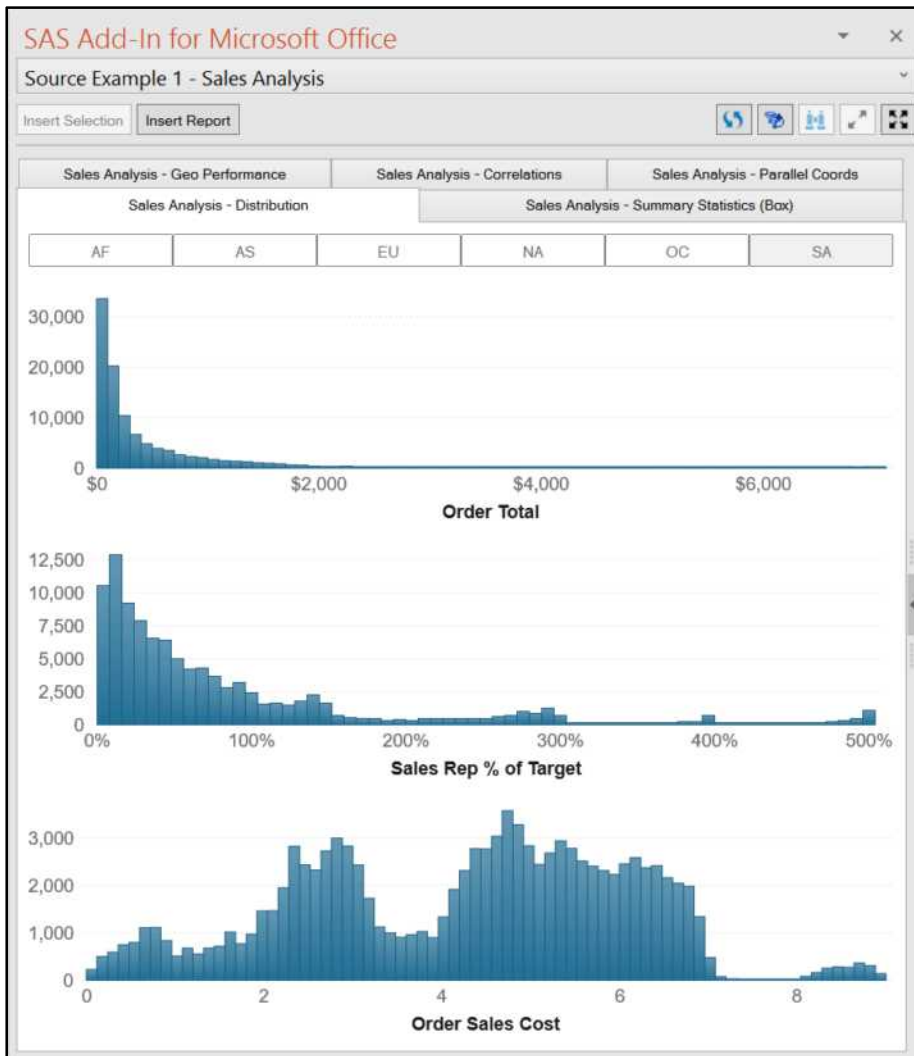 SAS Add-In for Microsoft Office
Source Example 1 - Sales Analysis
Insert Selection Insert Report
Sales Analysis - Geo Performance Sales Analysis - Correlations Sales Analysis - Parallel Coords
Sales Analysis - Distribution Sales Analysis - Summary Statistics (Box)
AF AS EU NA OC SA
30,000
20,000
10,000
0
$0 $2,000 $4,000 $6,000
Order Total
12,500
10,000
7,500
5,000
2,500
0
0% 100% 200% 300% 400% 500%
Sales Rep % of Target
3,000
2,000
1,000
0
0 2 4 6 8
Order Sales Cost